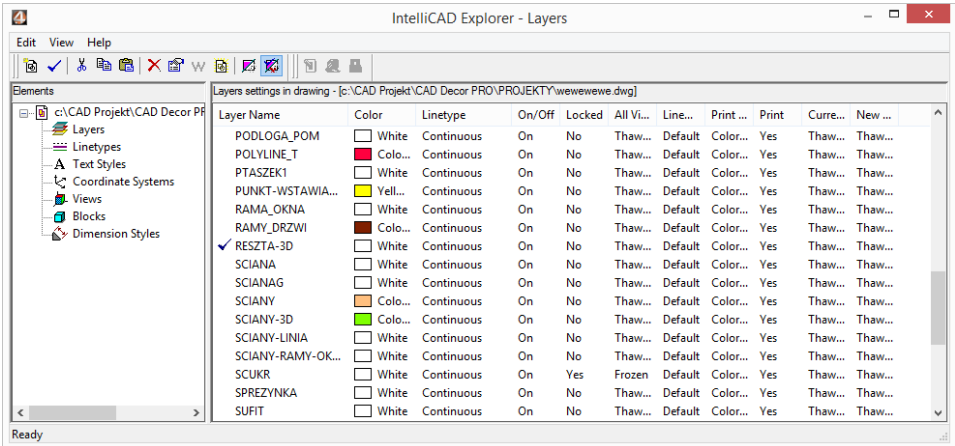 IntelliCAD Explorer - Layers
Edit View Help
Elements
Layers settings in drawing - [c:\CAD Projekt\CAD Decor PRO\PROJEKTY\wewewewe.dwg]
c:\CAD Projekt\CAD Decor PF
Layers
Linetypes
Text Styles
Coordinate Systems
Views
Blocks
Dimension Styles
Layer Name Color Linetype On/Off Locked All Vi... Line... Print ... Print Curre... New ...
PODLOGA_POM White Continuous On No Thaw... Default Color... Yes Thaw... Thaw...
POLYLINE_T Colo... Continuous On No Thaw... Default Color... Yes Thaw... Thaw...
PTASZEK1 White Continuous On No Thaw... Default Color... Yes Thaw... Thaw...
PUNKT-WSTAWIA... Yell... Continuous On No Thaw... Default Color... Yes Thaw... Thaw...
RAMA_OKNA White Continuous On No Thaw... Default Color... Yes Thaw... Thaw...
RAMY_DRZWI Colo... Continuous On No Thaw... Default Color... Yes Thaw... Thaw...
RESZTA-3D White Continuous On No Thaw... Default Color... Yes Thaw... Thaw...
SCIANA White Continuous On No Thaw... Default Color... Yes Thaw... Thaw...
SCIANAG White Continuous On No Thaw... Default Color... Yes Thaw... Thaw...
SCIANY Colo... Continuous On No Thaw... Default Color... Yes Thaw... Thaw...
SCIANY-3D Colo... Continuous On No Thaw... Default Color... Yes Thaw... Thaw...
SCIANY-LINIA White Continuous On No Thaw... Default Color... Yes Thaw... Thaw...
SCIANY-RAMY-OK... White Continuous On No Thaw... Default Color... Yes Thaw... Thaw...
SCUKR White Continuous On Yes Frozen Default Color... Yes Thaw... Thaw...
SPREZYNKA White Continuous On No Thaw... Default Color... Yes Thaw... Thaw...
SUFIT White Continuous On No Thaw... Default Color... Yes Thaw... Thaw...
Ready